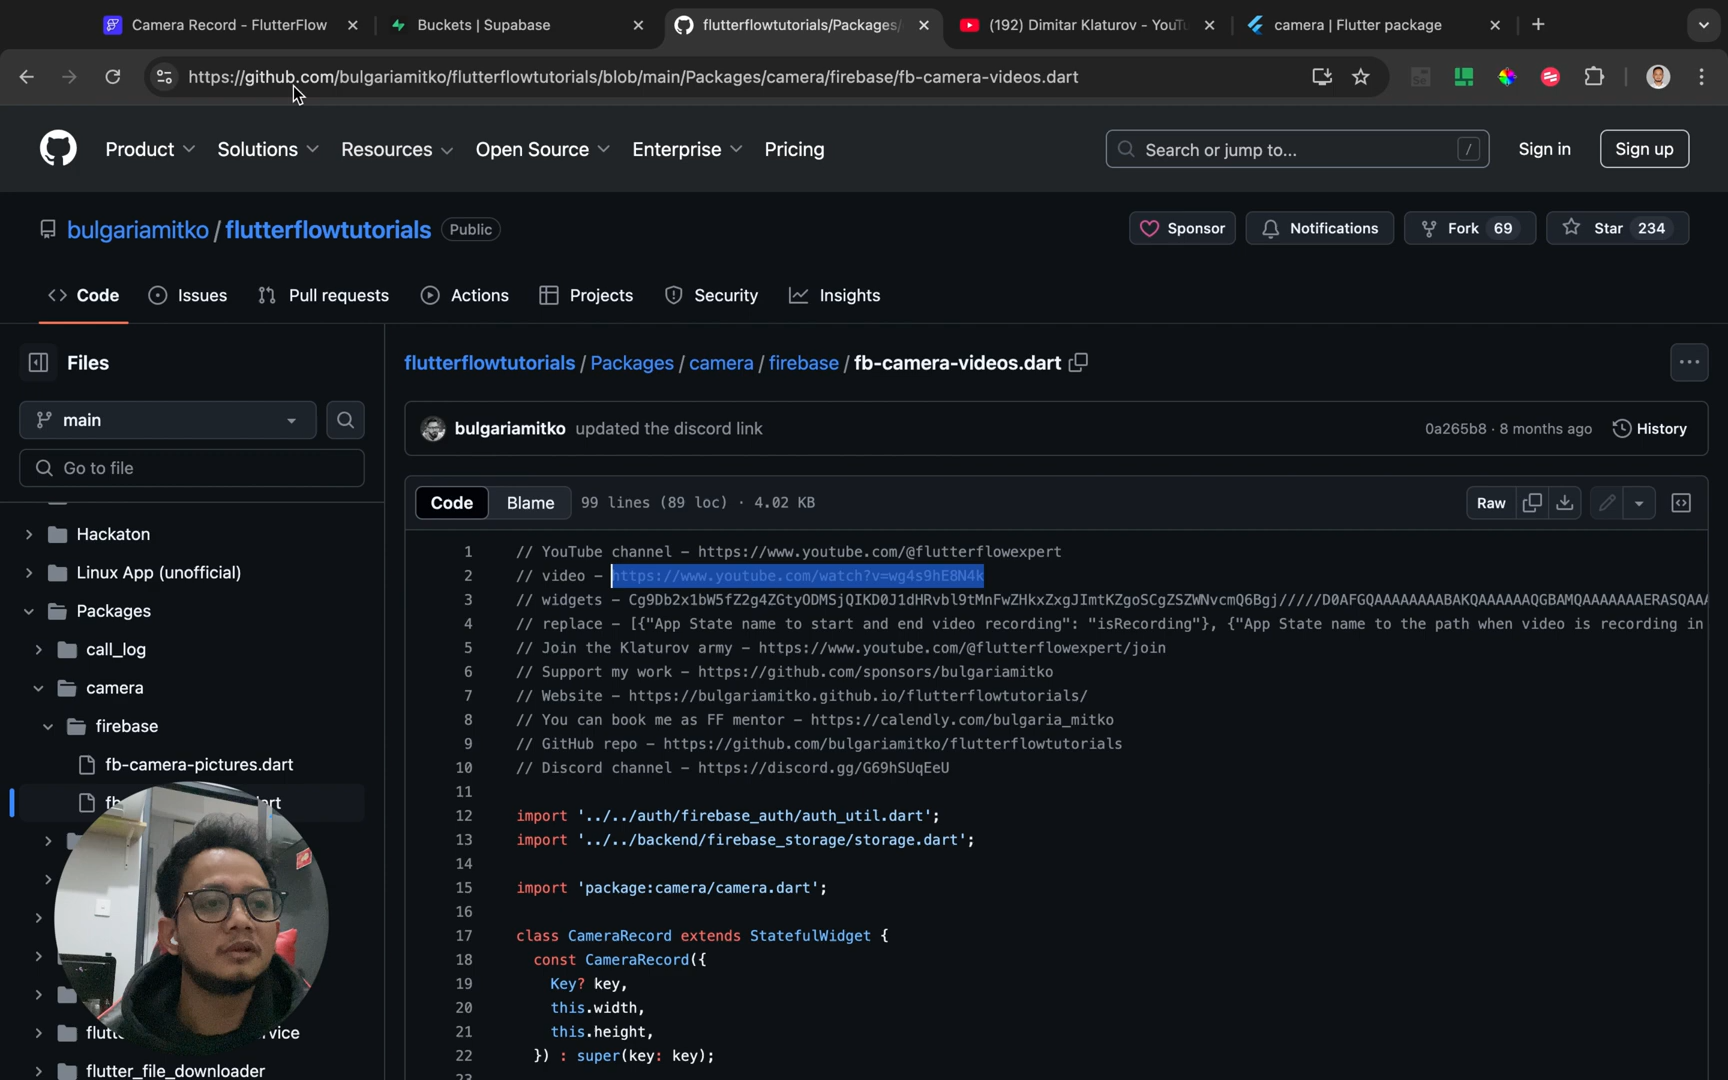 Camera Record - FlutterFlow
Buckets | Supabase
flutterflowtutorials/Packages/
(192) Dimitar Klaturov - YouTu
camera | Flutter package
https://github.com/bulgariamitko/flutterflowtutorials/blob/main/Packages/camera/firebase/fb-camera-videos.dart
Product
Solutions
Resources
Open Source
Enterprise
Pricing
Search or jump to...
/
Sign in
Sign up
bulgariamitko / flutterflowtutorials
Public
Sponsor
Notifications
Fork 69
Star 234
Code
Issues
Pull requests
Actions
Projects
Security
Insights
Files
main
Go to file
Hackaton
Linux App (unofficial)
Packages
call_log
camera
firebase
fb-camera-pictures.dart
flutter_file_downloader
flutterflowtutorials / Packages / camera / firebase / fb-camera-videos.dart
bulgariamitko updated the discord link
0a265b8 · 8 months ago
History
Code
Blame
99 lines (89 loc) · 4.02 KB
Raw
1 // YouTube channel – https://www.youtube.com/@flutterflowexpert
2 // video – https://www.youtube.com/watch?v=wg4s9hE8N4k
3 // widgets – Cg9Db2x1bW5fZ2g4ZGtyODMSjQIKD0J1dHRvbl9tMnFwZHkxZxgJImtKZgoSCgZSZWNvcmQ6Bgj/////D0AFGQAAAAAAAABAKQAAAAAAQGBAMQAAAAAAAERASQAAA
4 // replace – [{"App State name to start and end video recording": "isRecording"}, {"App State name to the path when video is recording in
5 // Join the Klaturov army – https://www.youtube.com/@flutterflowexpert/join
6 // Support my work – https://github.com/sponsors/bulgariamitko
7 // Website – https://bulgariamitko.github.io/flutterflowtutorials/
8 // You can book me as FF mentor – https://calendly.com/bulgaria_mitko
9 // GitHub repo – https://github.com/bulgariamitko/flutterflowtutorials
10 // Discord channel – https://discord.gg/G69hSUqEeU
11
12 import '../../auth/firebase_auth/auth_util.dart';
13 import '../../backend/firebase_storage/storage.dart';
14
15 import 'package:camera/camera.dart';
16
17 class CameraRecord extends StatefulWidget {
18 const CameraRecord({
19 Key? key,
20 this.width,
21 this.height,
22 }) : super(key: key);
23